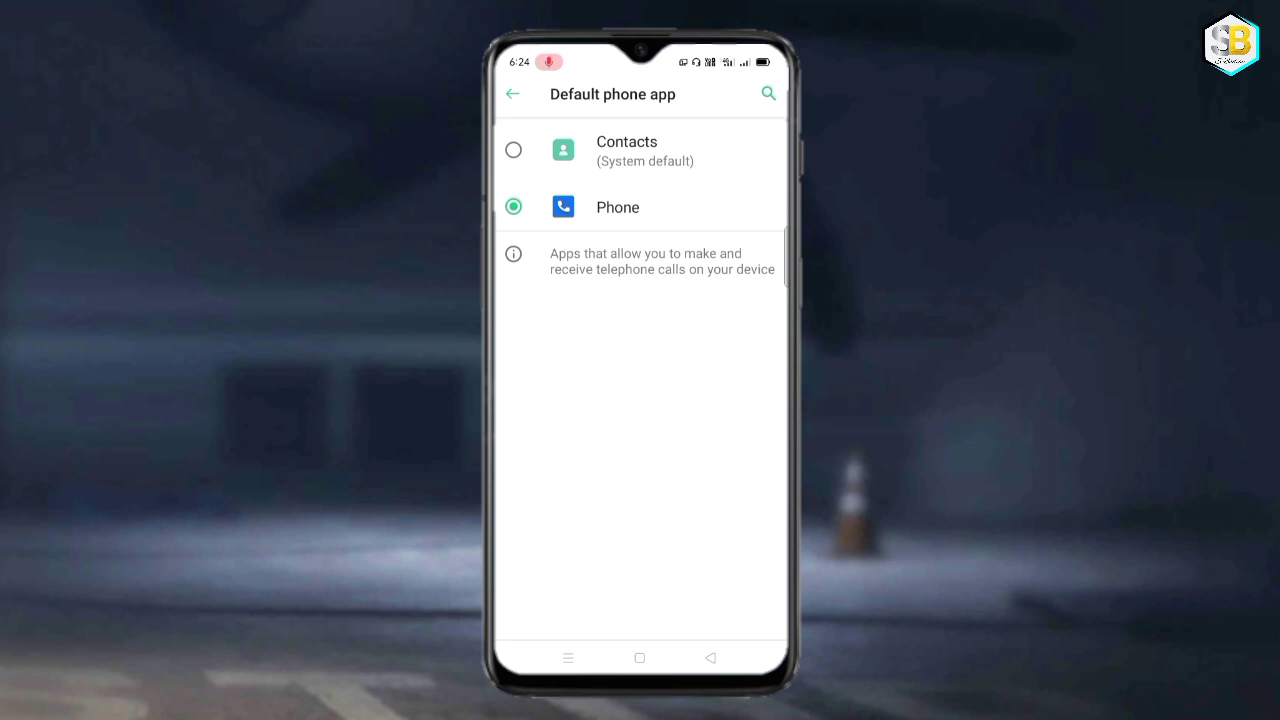 SB
6:24
Default phone app
Contacts
(System default)
Phone
Apps that allow you to make and
receive telephone calls on your device